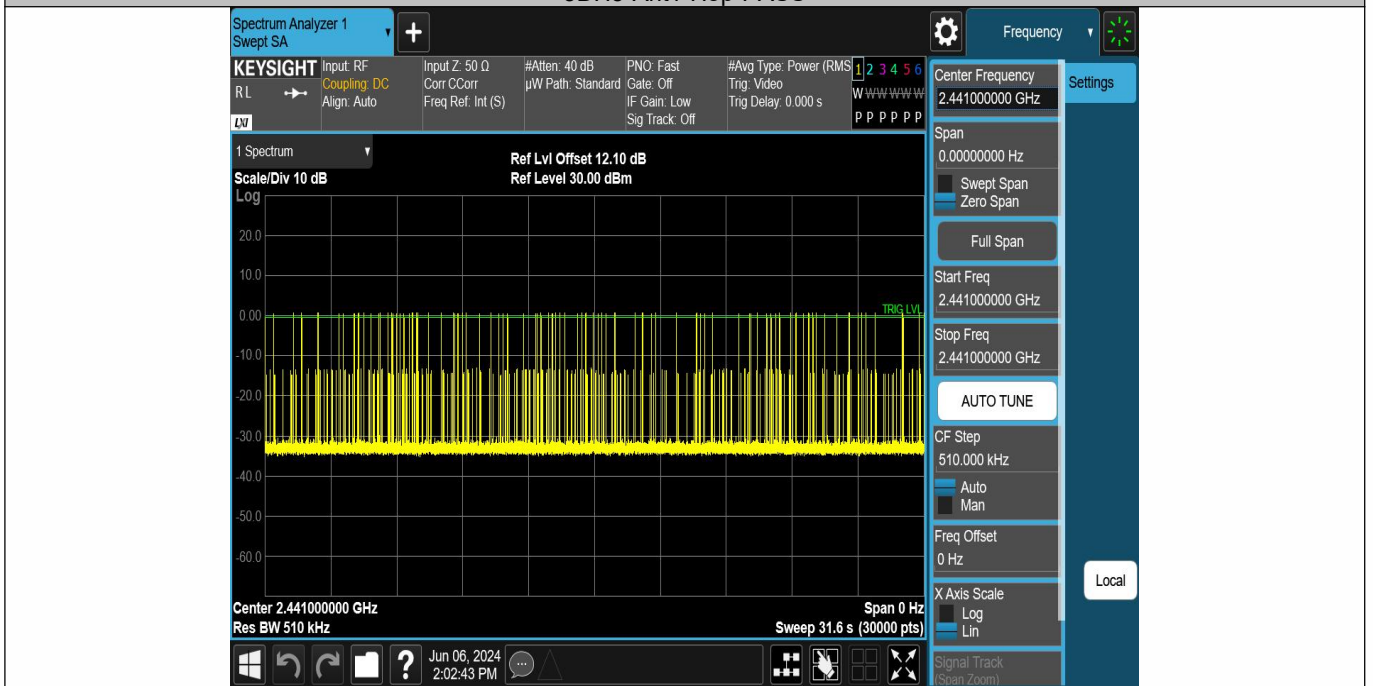 Spectrum Analyzer 1
Swept SA
Frequency
KEYSIGHT
RL
LXI
Input: RF
Coupling: DC
Align: Auto
Input Z: 50 Ω
Corr CCorr
Freq Ref: Int (S)
#Atten: 40 dB
µW Path: Standard
PNO: Fast
Gate: Off
IF Gain: Low
Sig Track: Off
#Avg Type: Power (RMS
Trig: Video
Trig Delay: 0.000 s
1 2 3 4 5 6
W W W W W W
P P P P P P
1 Spectrum
Scale/Div 10 dB
Ref Lvl Offset 12.10 dB
Ref Level 30.00 dBm
Log
20.0
10.0
0.00
TRIG LVL
-10.0
-20.0
-30.0
-40.0
-50.0
-60.0
Center 2.441000000 GHz
Span 0 Hz
Res BW 510 kHz
Sweep 31.6 s (30000 pts)
Center Frequency
2.441000000 GHz
Settings
Span
0.00000000 Hz
Swept Span
Zero Span
Full Span
Start Freq
2.441000000 GHz
Stop Freq
2.441000000 GHz
AUTO TUNE
CF Step
510.000 kHz
Auto
Man
Freq Offset
0 Hz
Local
X Axis Scale
Log
Lin
Signal Track
(Span Zoom)
?
Jun 06, 2024
2:02:43 PM